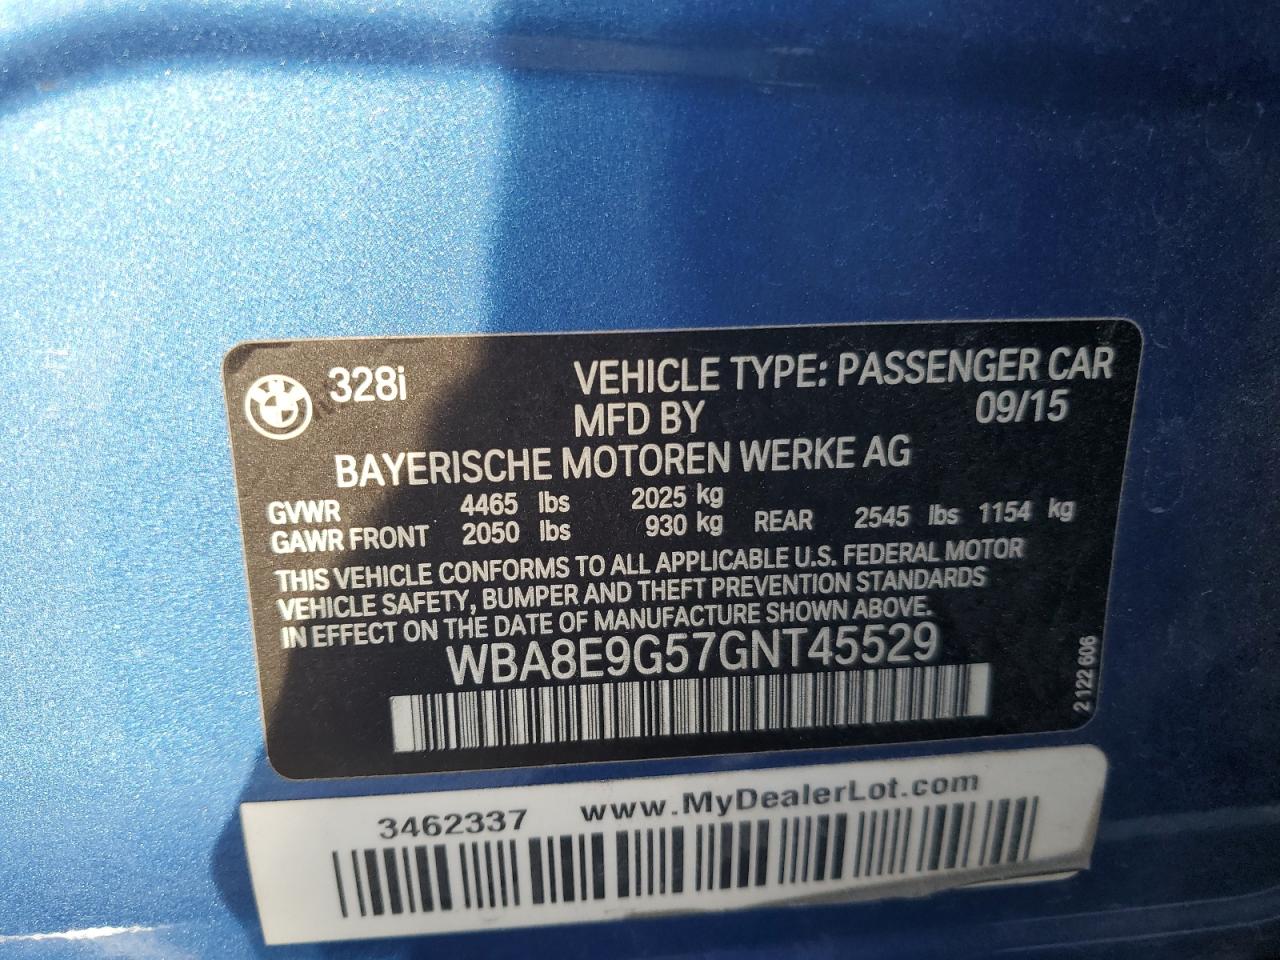 328i VEHICLE TYPE: PASSENGER CAR
MFD BY 09/15
BAYERISCHE MOTOREN WERKE AG
GVWR 4465 lbs 2025 kg
GAWR FRONT 2050 lbs 930 kg REAR 2545 lbs 1154 kg
THIS VEHICLE CONFORMS TO ALL APPLICABLE U.S. FEDERAL MOTOR
VEHICLE SAFETY, BUMPER AND THEFT PREVENTION STANDARDS
IN EFFECT ON THE DATE OF MANUFACTURE SHOWN ABOVE.
WBA8E9G57GNT45529
2 122 606
3462337 www.MyDealerLot.com